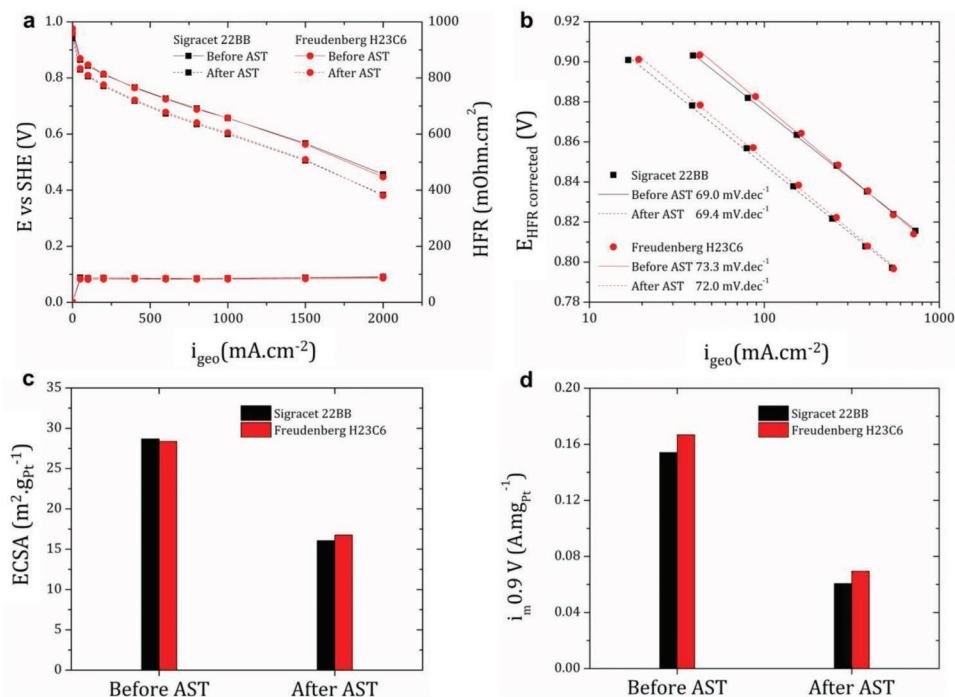 a
Sigracet 22BB
Before AST
After AST
Freudenberg H23C6
Before AST
After AST
E vs SHE (V)
1.0
0.8
0.6
0.4
0.2
0.0
HFR (mOhm.cm²)
1000
800
600
400
200
0
0 500 1000 1500 2000
i_geo(mA.cm⁻²)
b
E_HFR corrected (V)
0.92
0.90
0.88
0.86
0.84
0.82
0.80
0.78
Sigracet 22BB
Before AST 69.0 mV.dec⁻¹
After AST 69.4 mV.dec⁻¹
Freudenberg H23C6
Before AST 73.3 mV.dec⁻¹
After AST 72.0 mV.dec⁻¹
10 100 1000
i_geo(mA.cm⁻²)
c
ECSA (m².g_Pt⁻¹)
35
30
25
20
15
10
5
0
Sigracet 22BB
Freudenberg H23C6
Before AST After AST
d
i_m 0.9 V (A.mg_Pt⁻¹)
0.20
0.16
0.12
0.08
0.04
0.00
Sigracet 22BB
Freudenberg H23C6
Before AST After AST